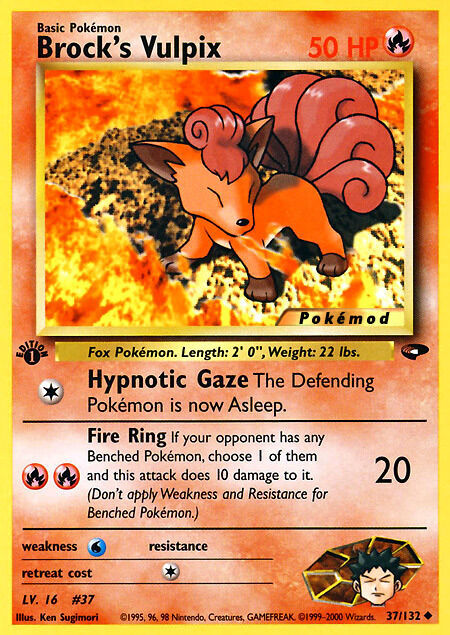 Basic Pokémon
Brock's Vulpix 50 HP
Pokémod
EDITION 1
Fox Pokémon. Length: 2' 0", Weight: 22 lbs.
Hypnotic Gaze The Defending
Pokémon is now Asleep.
Fire Ring If your opponent has any
Benched Pokémon, choose 1 of them
and this attack does 10 damage to it. 20
(Don't apply Weakness and Resistance for
Benched Pokémon.)
weakness resistance
retreat cost
LV. 16 #37
Illus. Ken Sugimori ©1995, 96, 98 Nintendo, Creatures, GAMEFREAK. ©1999-2000 Wizards. 37/132